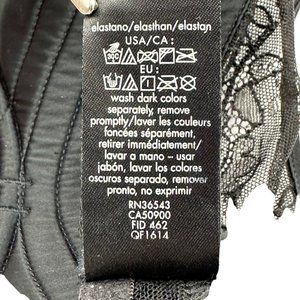 elastano/elasthan/elastan
USA/CA :
EU :
wash dark colors
separately, remove
promptly/laver les couleurs
foncées séparément,
retirer immédiatement/
lavar a mano – usar
jabón, lavar los colores
oscuros separado, remover
pronto, no exprimir
RN36543
CA50900
FID 462
QF1614